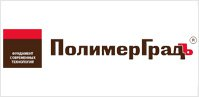 ФУНДАМЕНТ
СОВРЕМЕННЫХ
ТЕХНОЛОГИЙ
ПолимерГрадъ®